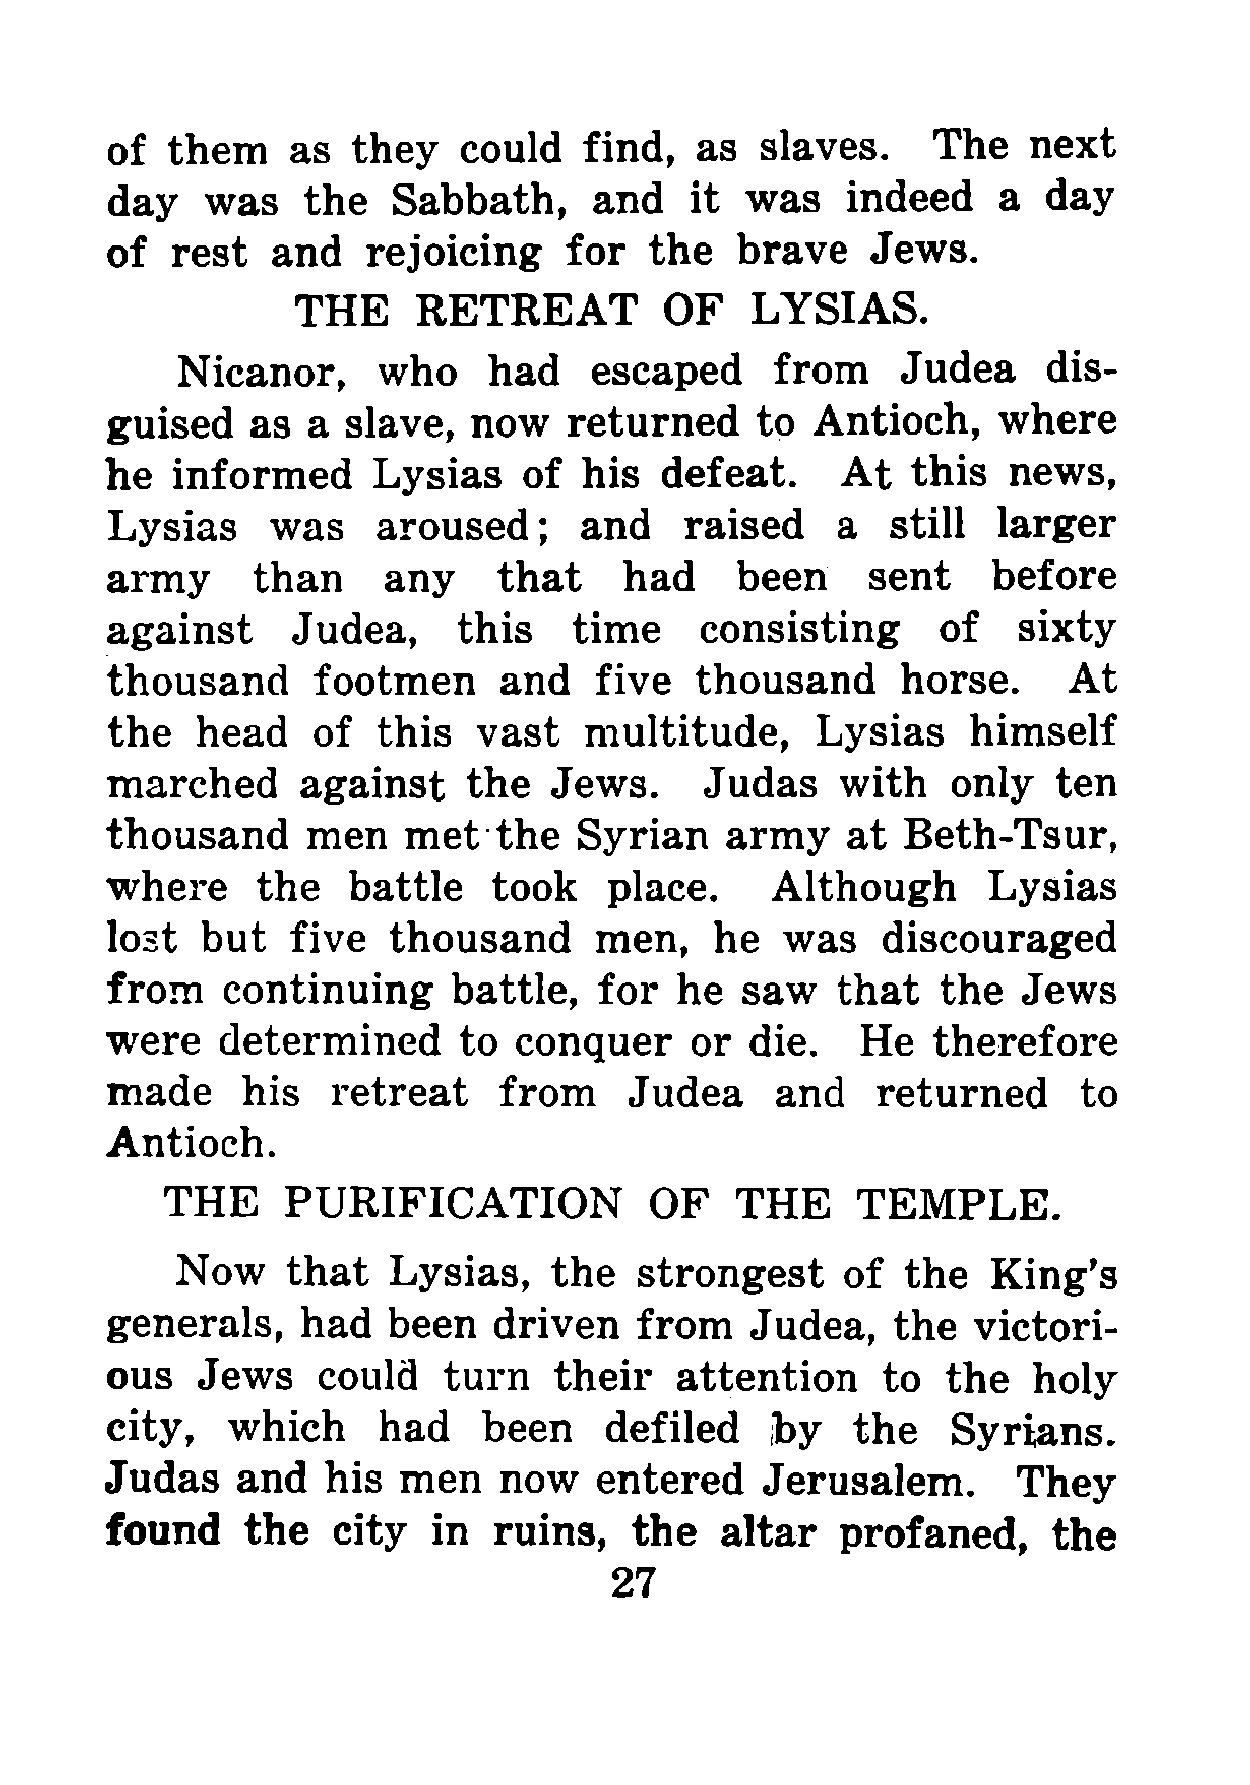 of them as they could find, as slaves. The next
day was the Sabbath, and it was indeed a day
of rest and rejoicing for the brave Jews.
THE RETREAT OF LYSIAS.
Nicanor, who had escaped from Judea dis-
guised as a slave, now returned to Antioch, where
he informed Lysias of his defeat. At this news,
Lysias was aroused; and raised a still larger
army than any that had been sent before
against Judea, this time consisting of sixty
thousand footmen and five thousand horse. At
the head of this vast multitude, Lysias himself
marched against the Jews. Judas with only ten
thousand men met the Syrian army at Beth-Tsur,
where the battle took place. Although Lysias
lost but five thousand men, he was discouraged
from continuing battle, for he saw that the Jews
were determined to conquer or die. He therefore
made his retreat from Judea and returned to
Antioch.
THE PURIFICATION OF THE TEMPLE.
Now that Lysias, the strongest of the King's
generals, had been driven from Judea, the victori-
ous Jews could turn their attention to the holy
city, which had been defiled by the Syrians.
Judas and his men now entered Jerusalem. They
found the city in ruins, the altar profaned, the
27